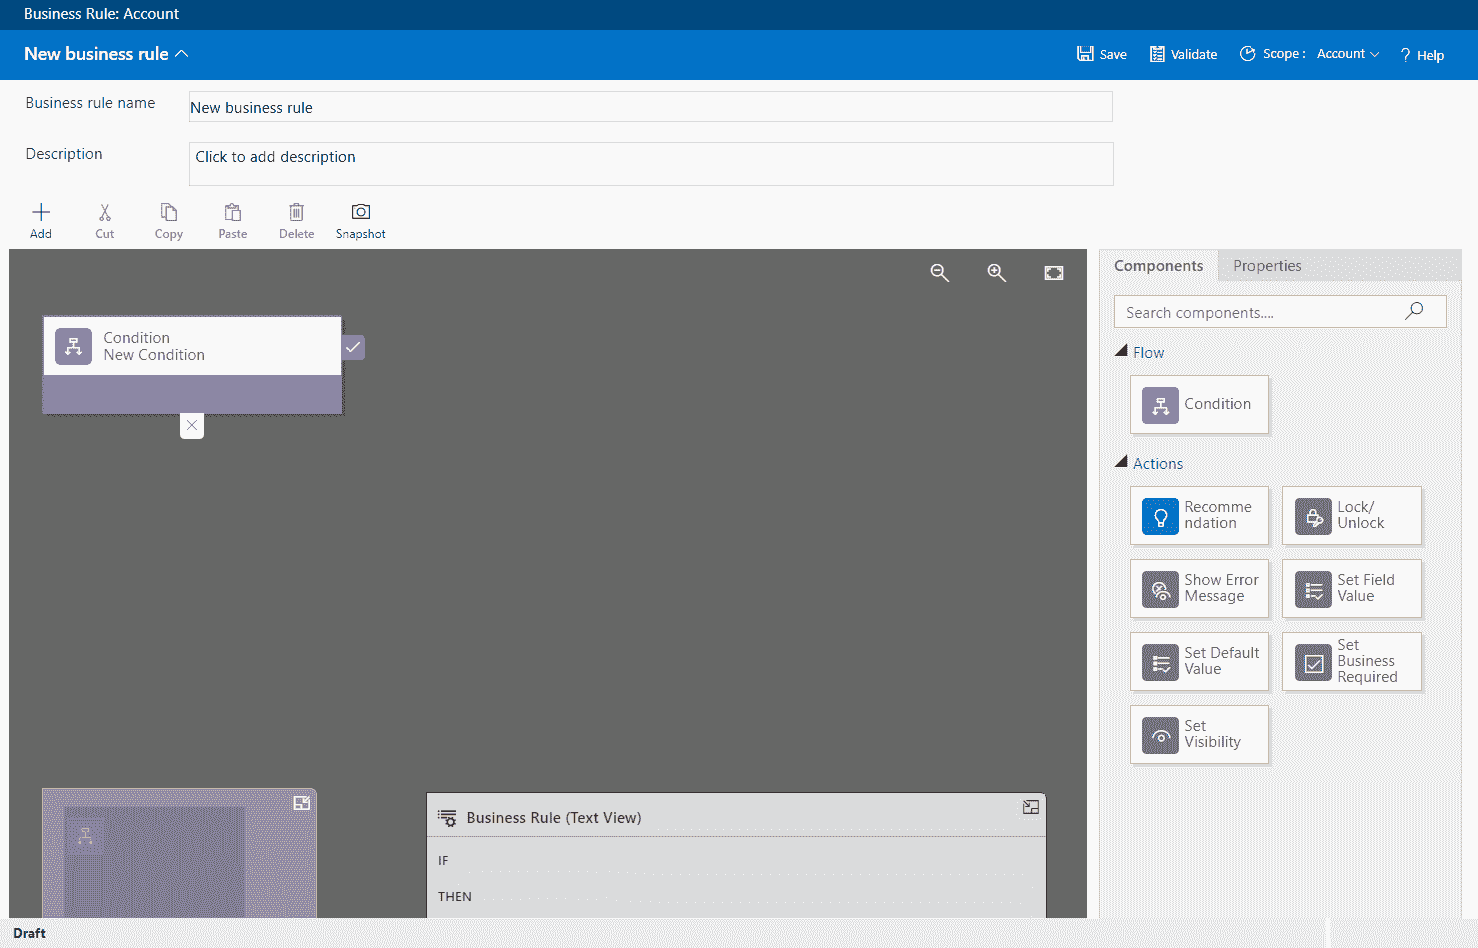 Business Rule: Account
New business rule
Save
Validate
Scope :
Account
? Help
Business rule name
New business rule
Description
Click to add description
Add
Cut
Copy
Paste
Delete
Snapshot
Condition
New Condition
Components
Properties
Search components....
Flow
Condition
Actions
Recomme
ndation
Lock/
Unlock
Show Error
Message
Set Field
Value
Set Default
Value
Set
Business
Required
Set
Visibility
Business Rule (Text View)
IF
THEN
Draft